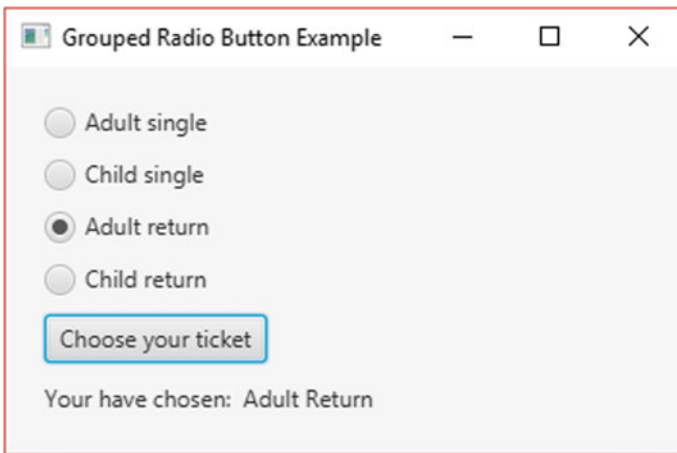 Grouped Radio Button Example
Adult single
Child single
Adult return
Child return
Choose your ticket
Your have chosen: Adult Return